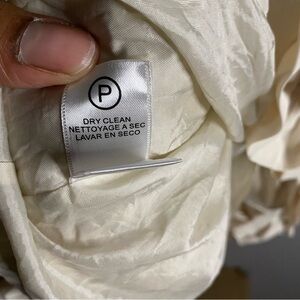 P
DRY CLEAN
NETTOYAGE A SEC
LAVAR EN SECO